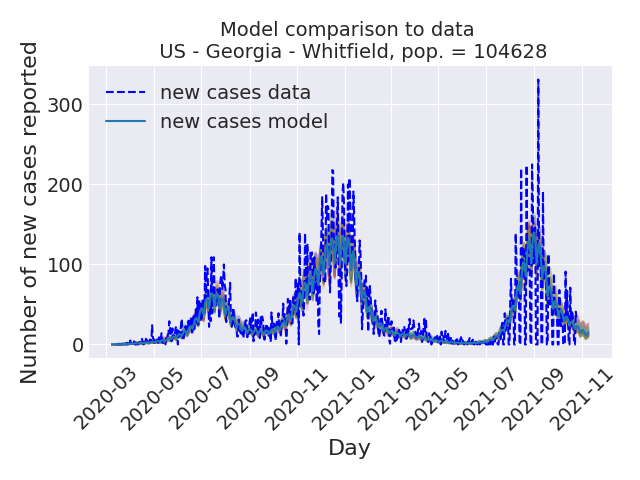 Model comparison to data
US - Georgia - Whitfield, pop. = 104628
Number of new cases reported
300
200
100
0
new cases data
new cases model
2020-03
2020-05
2020-07
2020-09
2020-11
2021-01
2021-03
2021-05
2021-07
2021-09
2021-11
Day